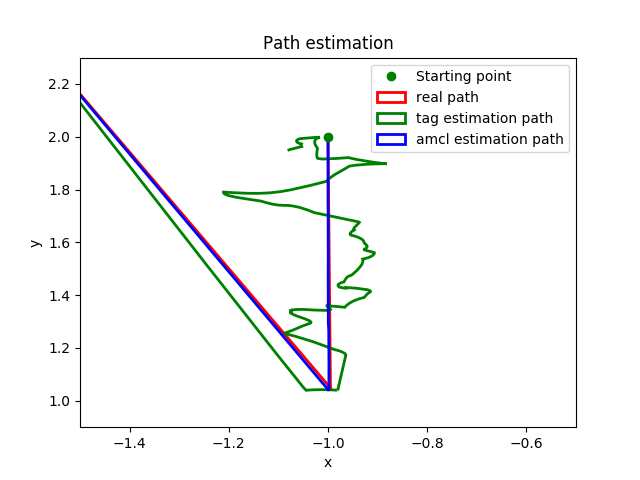 Path estimation
Starting point
real path
tag estimation path
amcl estimation path
2.2
2.0
1.8
1.6
1.4
1.2
1.0
y
−1.4
−1.2
−1.0
−0.8
−0.6
x